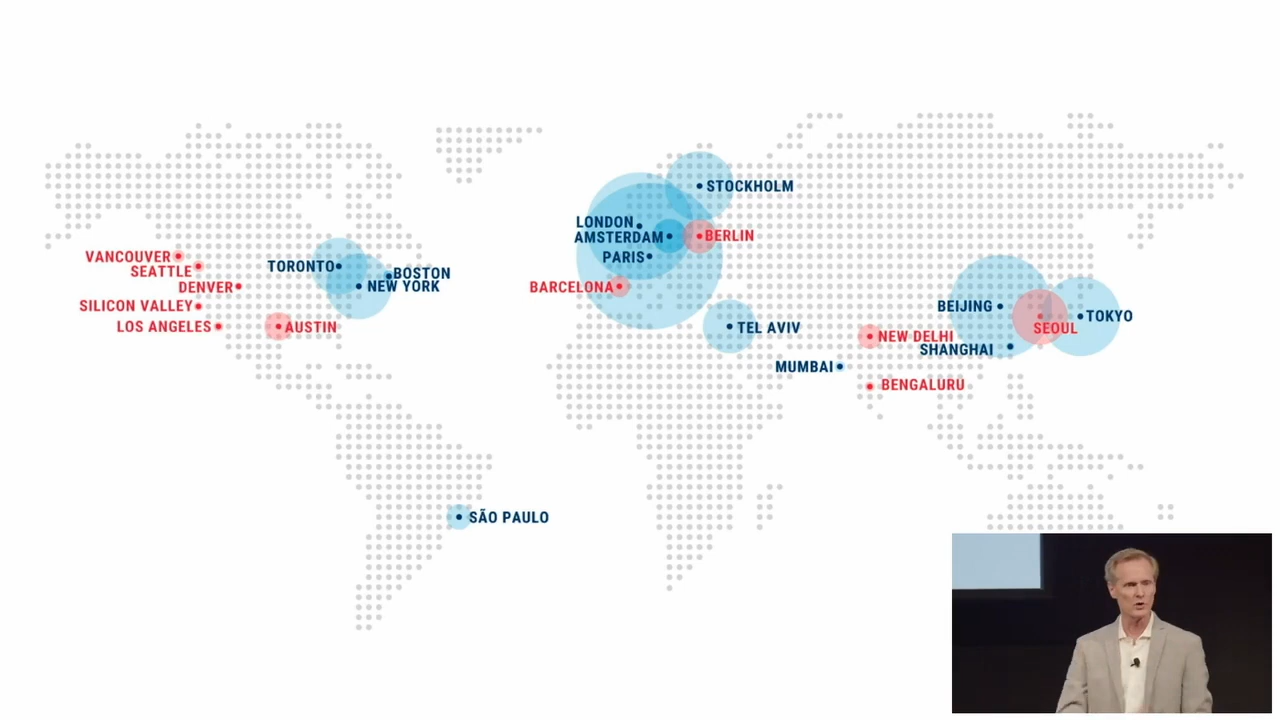 STOCKHOLM
LONDON
AMSTERDAM
BERLIN
PARIS
BARCELONA
VANCOUVER
SEATTLE
DENVER
SILICON VALLEY
LOS ANGELES
AUSTIN
TORONTO
BOSTON
NEW YORK
TEL AVIV
BEIJING
TOKYO
SEOUL
NEW DELHI
SHANGHAI
MUMBAI
BENGALURU
SÃO PAULO